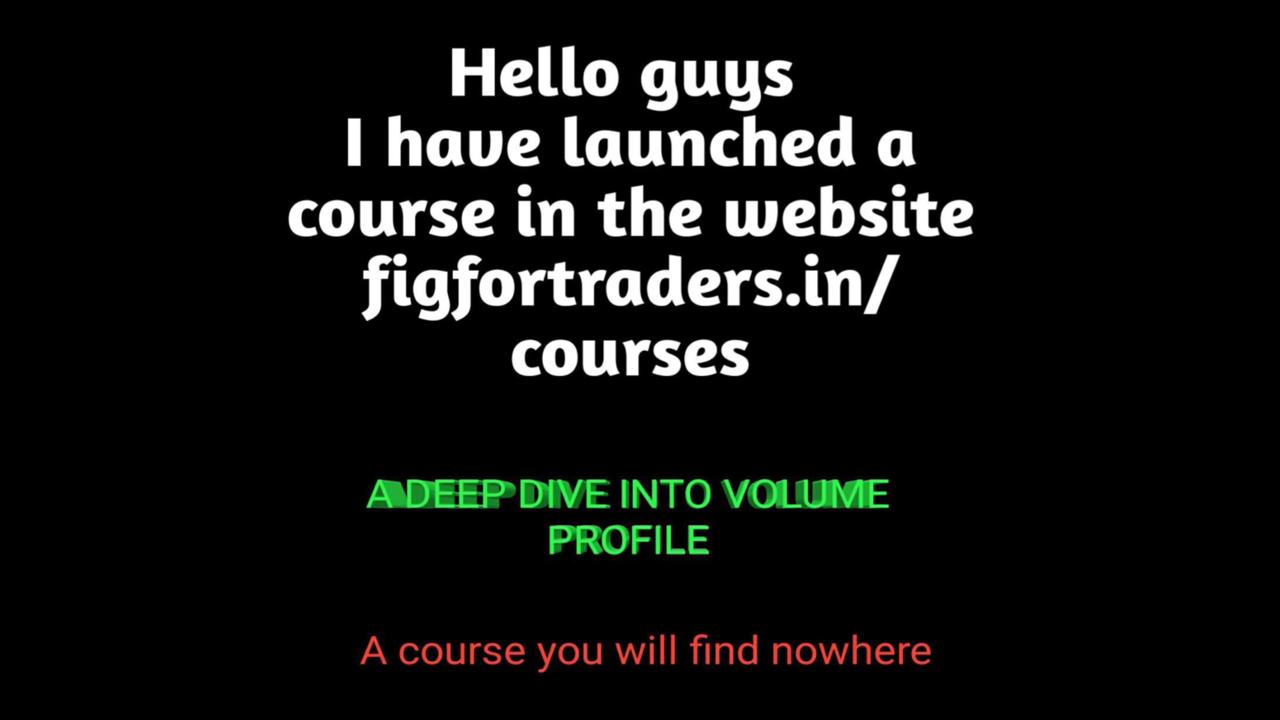 Hello guys
I have launched a
course in the website
figfortraders.in/
courses
A DEEP DIVE INTO VOLUME
PROFILE
A course you will find nowhere